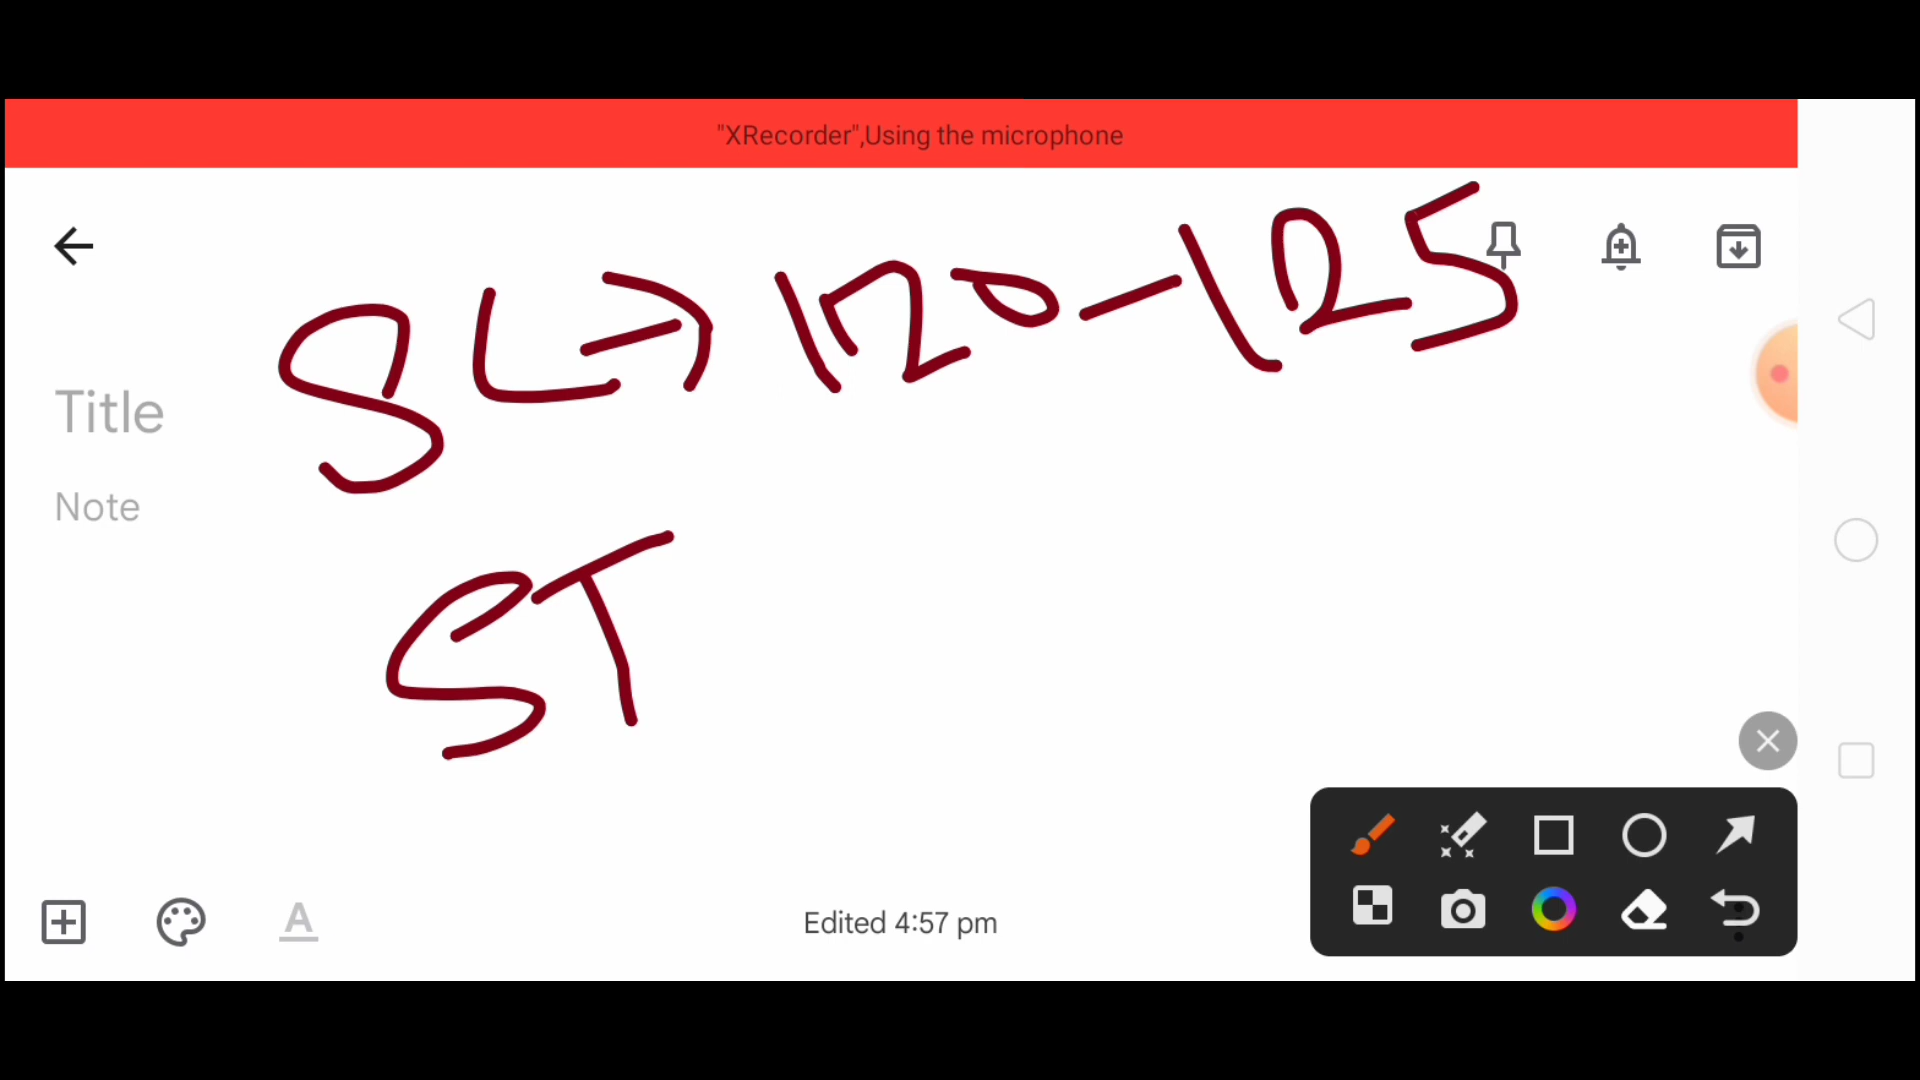 "XRecorder",Using the microphone
SL→120-125
Title
Note
ST
A
Edited 4:57 pm